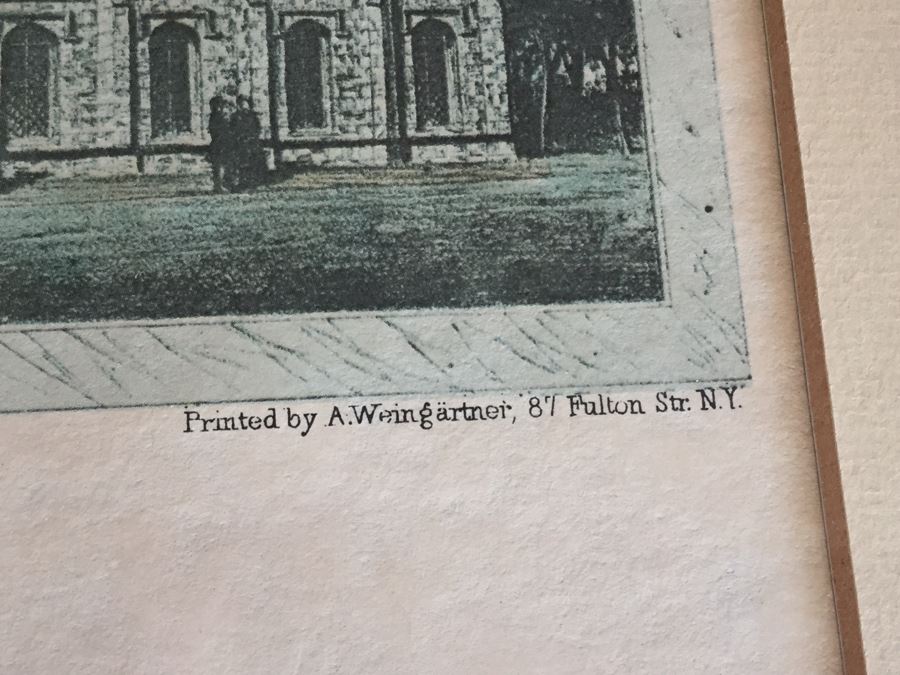 Printed by A. Weingärtner, 87 Fulton Str. N.Y.